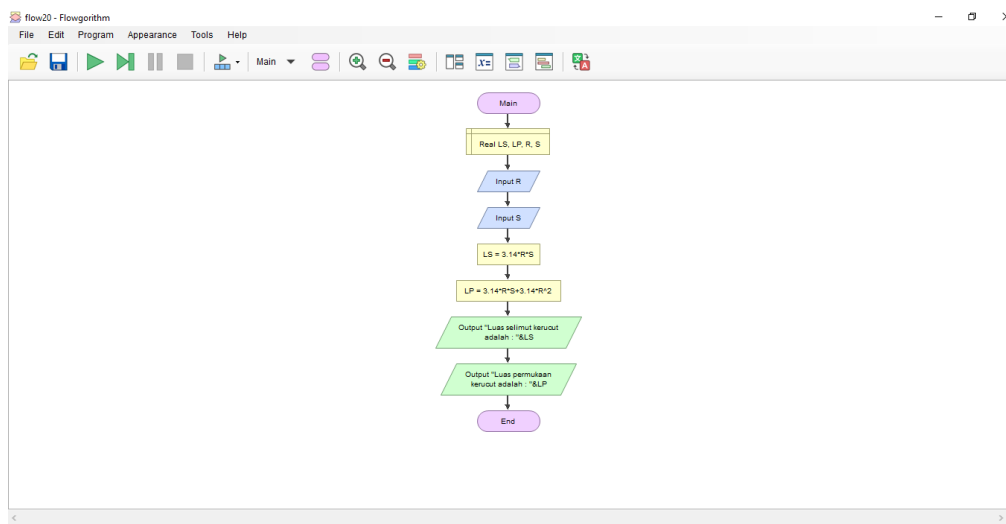 flow20 - Flowgorithm
File Edit Program Appearance Tools Help
Main
X=
Main
Real LS, LP, R, S
Input R
Input S
LS = 3.14*R*S
LP = 3.14*R*S+3.14*R^2
Output "Luas selimut kerucut
adalah : "&LS
Output "Luas permukaan
kerucut adalah : "&LP
End